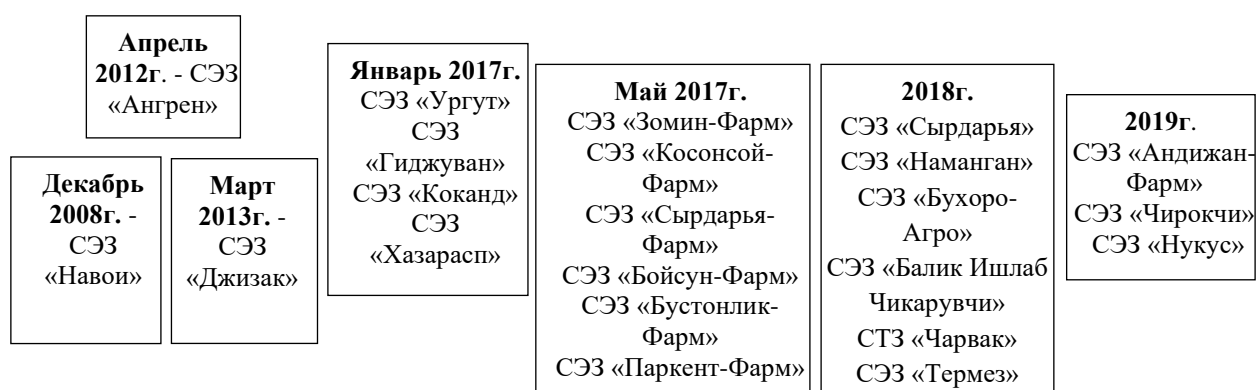 Апрель
2012г. - СЭЗ
«Ангрен»
Декабрь
2008г. -
СЭЗ
«Навои»
Март
2013г. -
СЭЗ
«Джизак»
Январь 2017г.
СЭЗ «Ургут»
СЭЗ
«Гиджуван»
СЭЗ «Коканд»
СЭЗ
«Хазарасп»
Май 2017г.
СЭЗ «Зомин-Фарм»
СЭЗ «Косонсой-
Фарм»
СЭЗ «Сырдарья-
Фарм»
СЭЗ «Бойсун-Фарм»
СЭЗ «Бустонлик-
Фарм»
СЭЗ «Паркент-Фарм»
2018г.
СЭЗ «Сырдарья»
СЭЗ «Наманган»
СЭЗ «Бухоро-
Агро»
СЭЗ «Балик Ишлаб
Чикарувчи»
СТЗ «Чарвак»
СЭЗ «Термез»
2019г.
СЭЗ «Андижан-
Фарм»
СЭЗ «Чирокчи»
СЭЗ «Нукус»